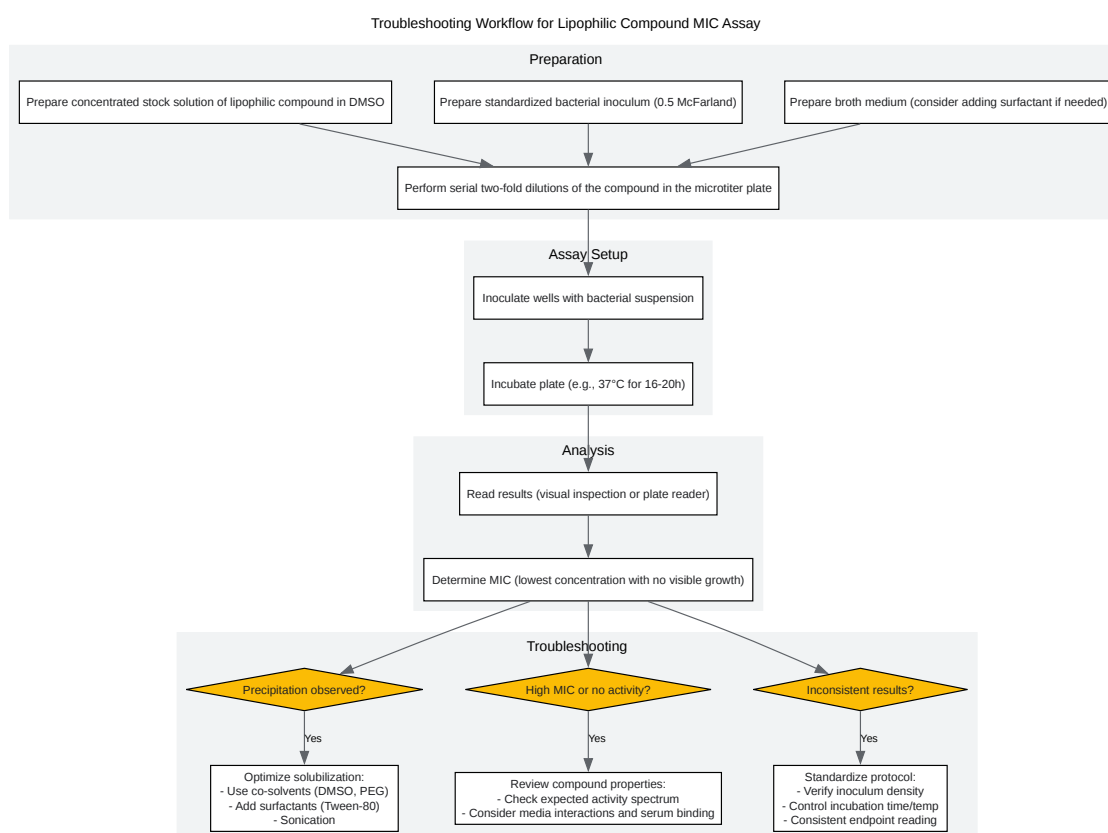 Troubleshooting Workflow for Lipophilic Compound MIC Assay
Preparation
Prepare concentrated stock solution of lipophilic compound in DMSO
Prepare standardized bacterial inoculum (0.5 McFarland)
Prepare broth medium (consider adding surfactant if needed)
Perform serial two-fold dilutions of the compound in the microtiter plate
Assay Setup
Inoculate wells with bacterial suspension
Incubate plate (e.g., 37°C for 16-20h)
Analysis
Read results (visual inspection or plate reader)
Determine MIC (lowest concentration with no visible growth)
Troubleshooting
Precipitation observed?
High MIC or no activity?
Inconsistent results?
Yes
Yes
Yes
Optimize solubilization:
- Use co-solvents (DMSO, PEG)
- Add surfactants (Tween-80)
- Sonication
Review compound properties:
- Check expected activity spectrum
- Consider media interactions and serum binding
Standardize protocol:
- Verify inoculum density
- Control incubation time/temp
- Consistent endpoint reading